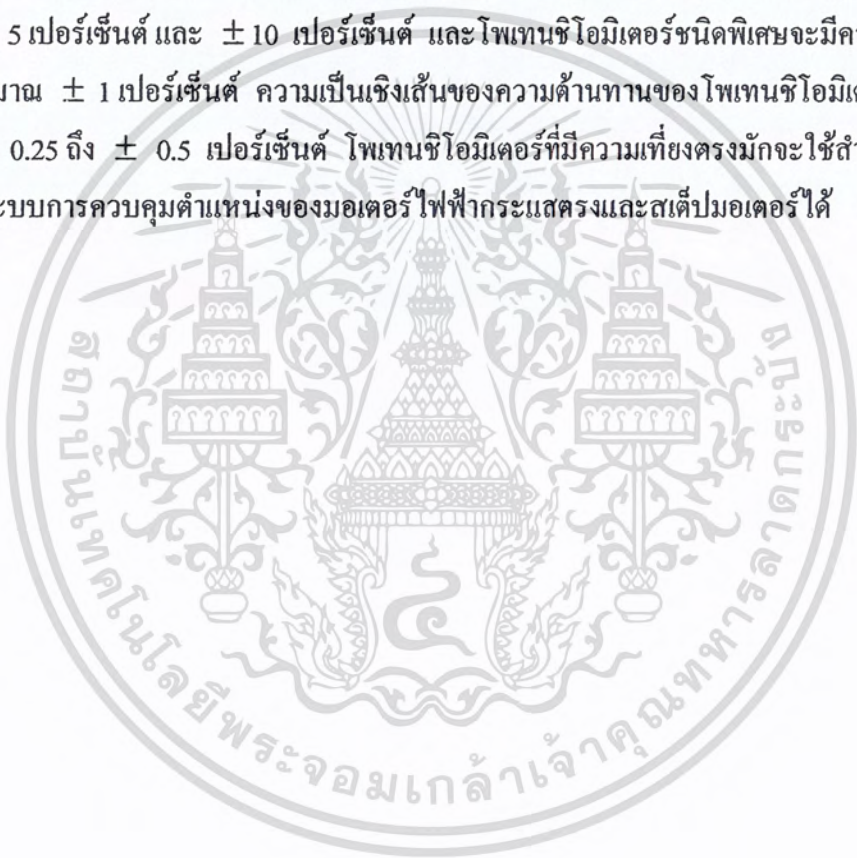 5 เปอร์เซ็นต์ และ ±10 เปอร์เซ็นต์ และโพเทนชิโอมิเตอร์ชนิดพิเศษจะมี
มาณ ± 1 เปอร์เซ็นต์ ความเป็นเชิงเส้นของความต้านทานของโพเทนชิโอมิเต
0.25 ถึง ± 0.5 เปอร์เซ็นต์ โพเทนชิโอมิเตอร์ที่มีความเที่ยงตรงมักจะใช้สำ
ะบบการควบคุมตำแหน่งของมอเตอร์ไฟฟ้ากระแสตรงและสเต็ปมอเตอร์ได้
สถาบันเทคโนโลยีพระจอมเกล้าเจ้าคุณทหารลาดกระบัง